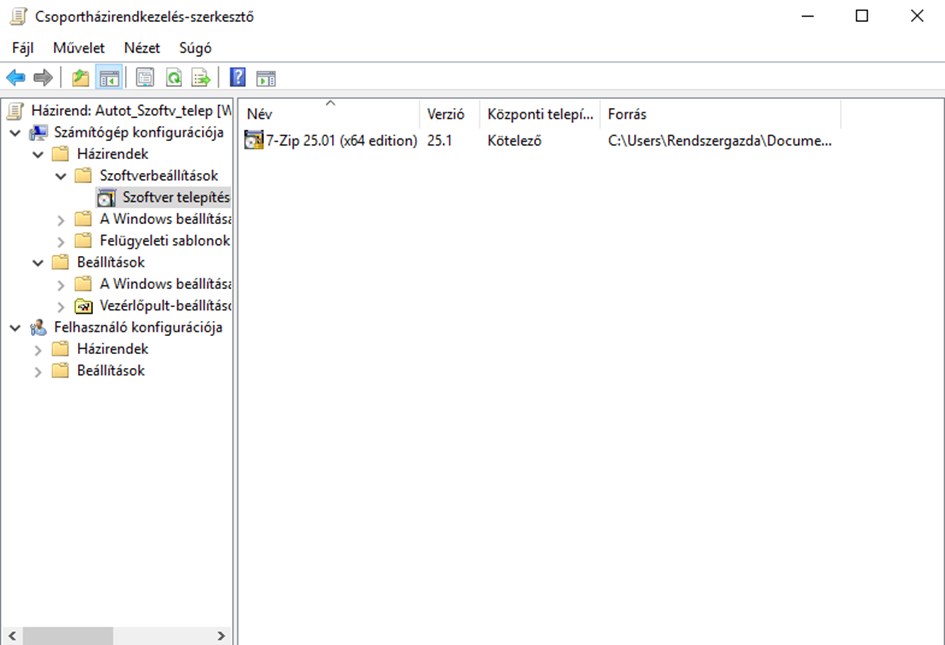 Csoportházirendkezelés-szerkesztő
Fájl Művelet Nézet Súgó
Házirend: Autot_Szoftv_telep [W
Számítógép konfigurációja
Házirendek
Szoftverbeállítások
Szoftver telepítés
A Windows beállítása
Felügyeleti sablonok
Beállítások
A Windows beállítása
Vezérlőpult-beállításo
Felhasználó konfigurációja
Házirendek
Beállítások
Név Verzió Központi telepí... Forrás
7-Zip 25.01 (x64 edition) 25.1 Kötelező C:\Users\Rendszergazda\Docume...